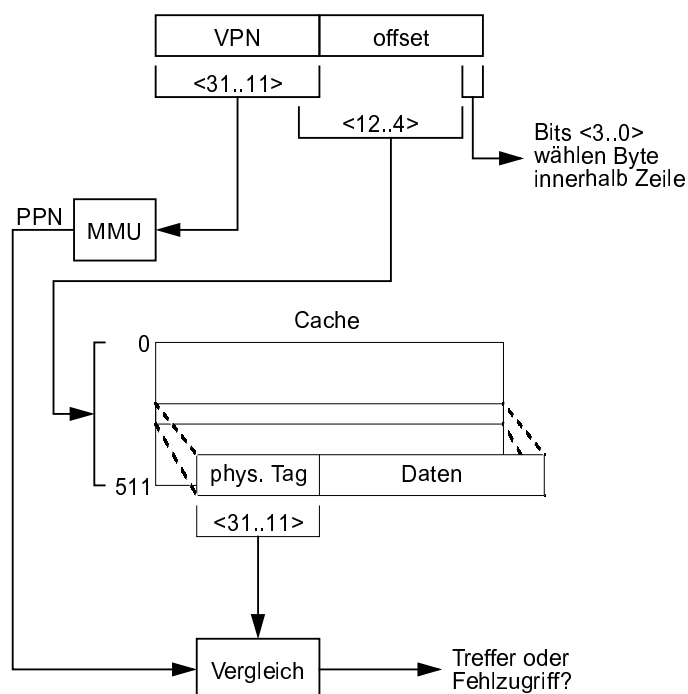 VPN offset
<31..11>
<12..4>
Bits <3..0>
wählen Byte
innerhalb Zeile
PPN
MMU
Cache
0
phys. Tag Daten
511
<31..11>
Vergleich
Treffer oder
Fehlzugriff?